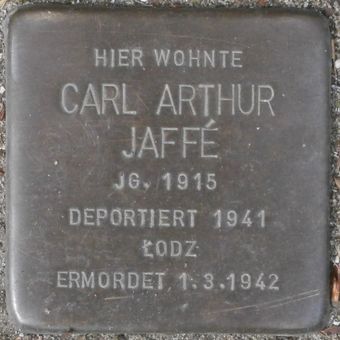 HIER WOHNTE
CARL ARTHUR
JAFFÉ
JG. 1915
DEPORTIERT 1941
ŁODZ
ERMORDET 1.3.1942